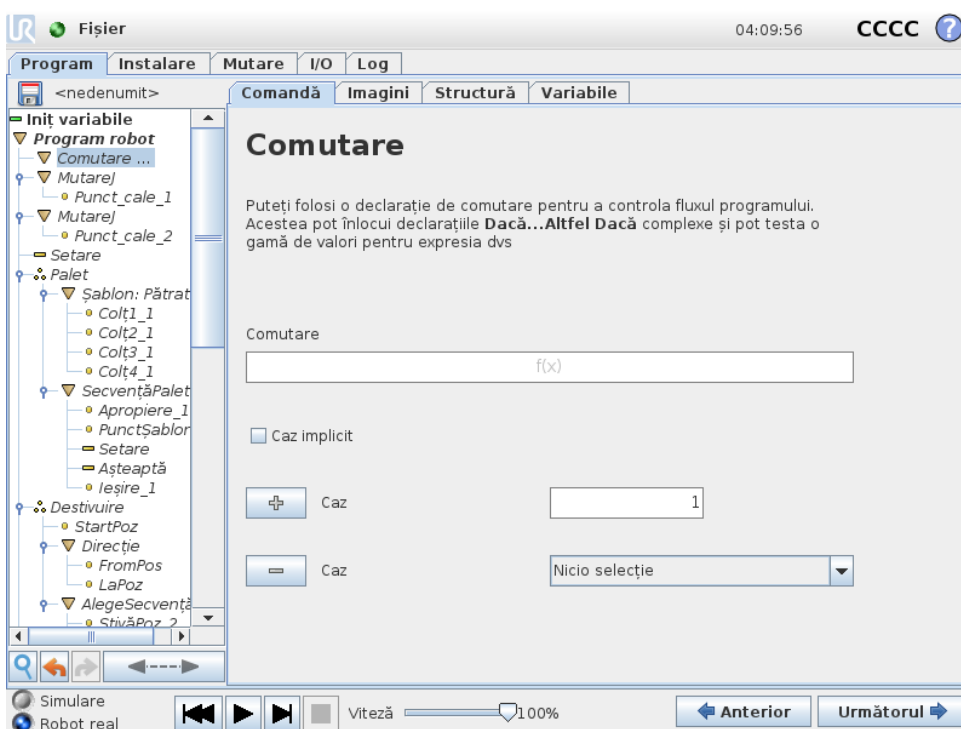 UR Fișier 04:09:56 CCCC ?
Program Instalare Mutare I/O Log
<nedenumit>
Comandă Imagini Structură Variabile
Iniț variabile
Program robot
Comutare ...
MutareJ
Punct_cale_1
MutareJ
Punct_cale_2
Setare
Palet
Șablon: Pătrat
Colț1_1
Colț2_1
Colț3_1
Colț4_1
SecvențăPalet
Apropiere_1
PunctȘablon
Setare
Așteaptă
Ieșire_1
Destivuire
StartPoz
Direcție
FromPos
LaPoz
AlegeSecvență
StivăPoz_2
Comutare
Puteți folosi o declarație de comutare pentru a controla fluxul programului.
Acestea pot înlocui declarațiile Dacă...Altfel Dacă complexe și pot testa o
gamă de valori pentru expresia dvs
Comutare
f(x)
Caz implicit
Caz 1
Caz Nicio selecție
Simulare
Robot real
Viteză 100%
Anterior Următorul